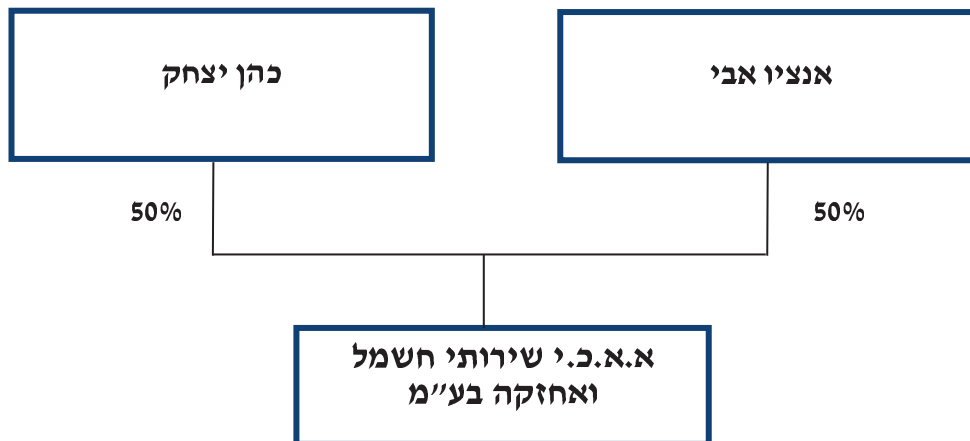 אנציו אבי
כהן יצחק
50%
50%
א.א.כ.י שירותי חשמל
ואחזקה בע"מ